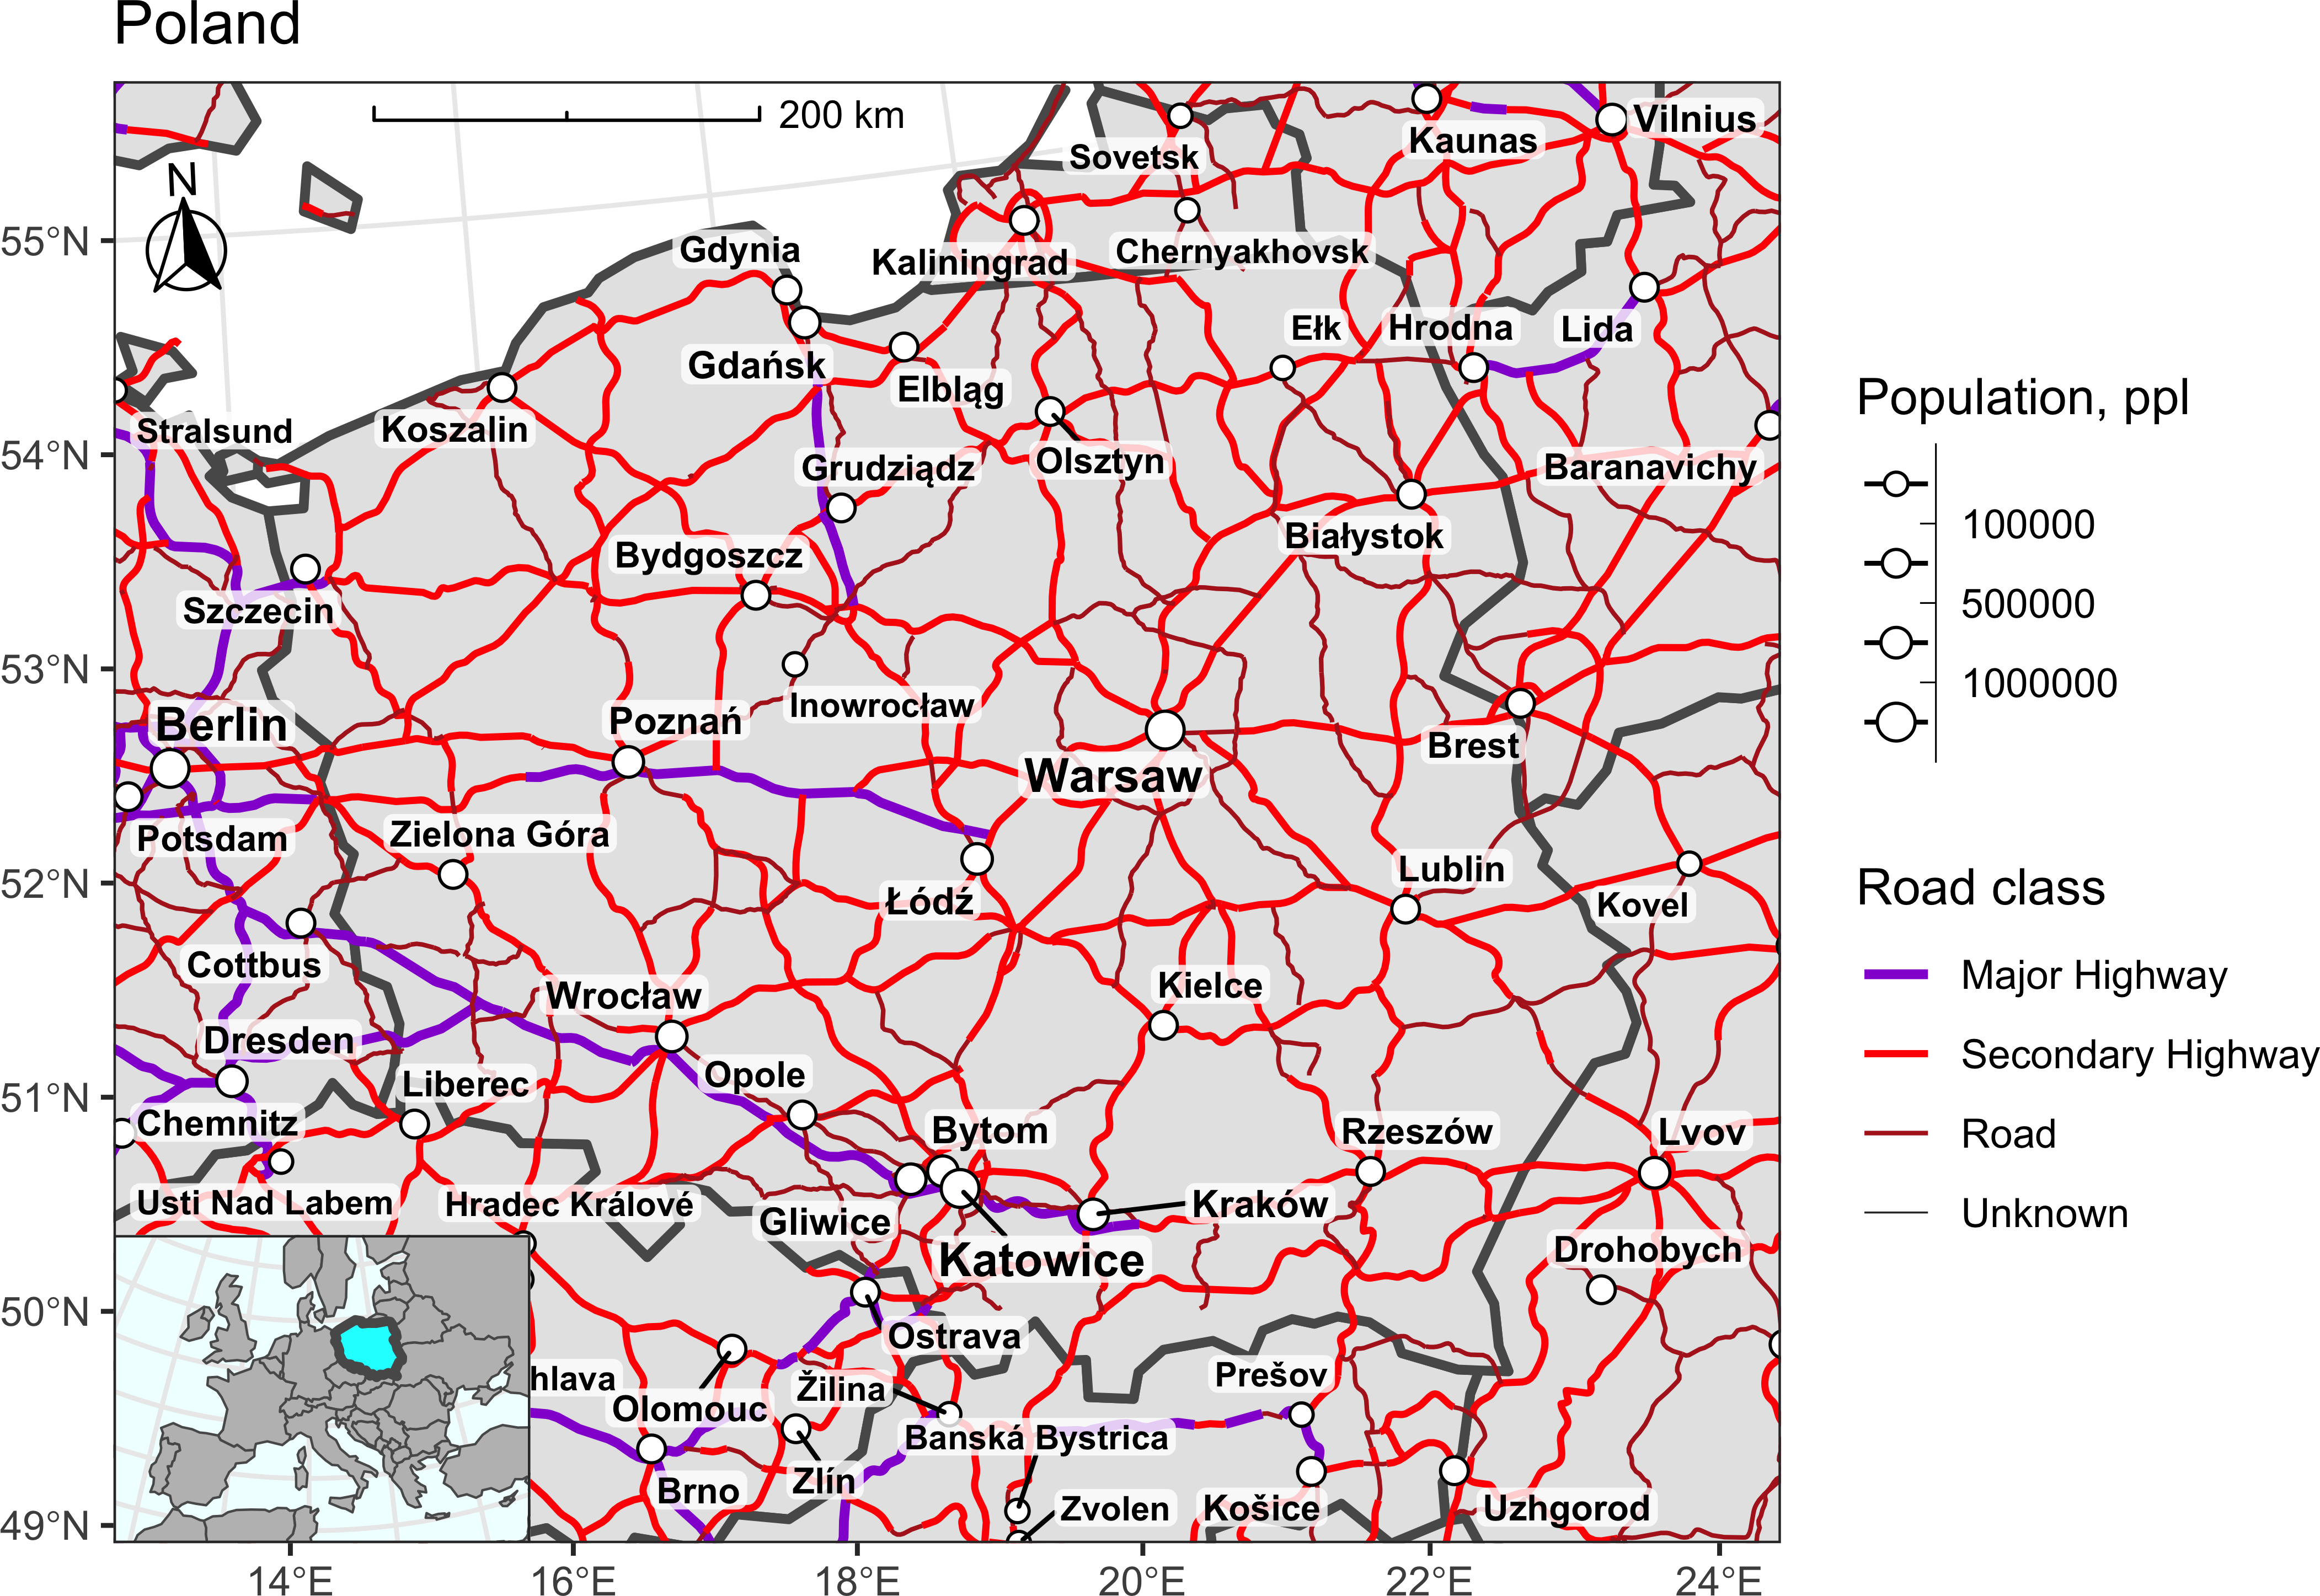 Poland
200 km
N
Vilnius
Kaunas
Sovetsk
55°N
Gdynia
Kaliningrad
Chernyakhovsk
Ełk
Hrodna
Lida
Gdańsk
Elbląg
Stralsund
Koszalin
54°N
Grudziądz
Olsztyn
Baranavichy
Białystok
Bydgoszcz
Szczecin
53°N
Inowrocław
Berlin
Poznań
Warsaw
Brest
Potsdam
Zielona Góra
52°N
Łódź
Lublin
Kovel
Cottbus
Wrocław
Kielce
Dresden
Opole
Liberec
51°N
Chemnitz
Bytom
Rzeszów
Lvov
Usti Nad Labem
Hradec Králové
Gliwice
Kraków
Katowice
Drohobych
50°N
Ostrava
hlava
Olomouc
Žilina
Prešov
Banská Bystrica
Zlín
Brno
Zvolen
Košice
Uzhgorod
49°N
14°E
16°E
18°E
20°E
22°E
24°E
Population, ppl
100000
500000
1000000
Road class
Major Highway
Secondary Highway
Road
Unknown